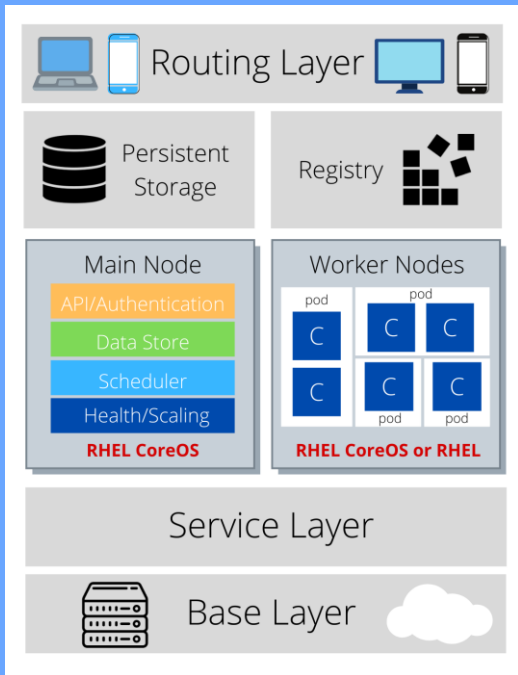 Routing Layer
Persistent
Storage
Registry
Main Node
API/Authentication
Data Store
Scheduler
Health/Scaling
RHEL CoreOS
Worker Nodes
pod
pod
C
C
C
C
C
C
pod
pod
RHEL CoreOS or RHEL
Service Layer
Base Layer